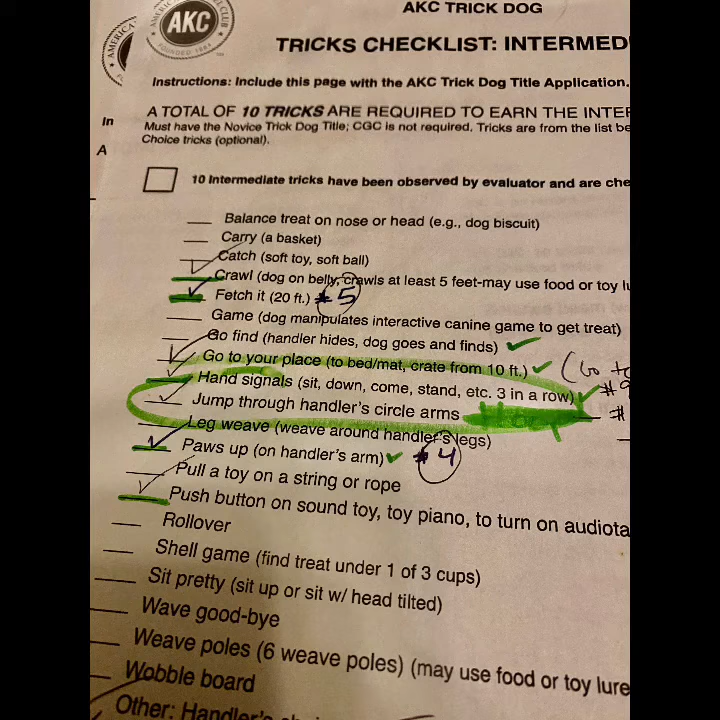 AKC TRICK DOG
AKC
FOUNDED 1884
TRICKS CHECKLIST: INTERMED
Instructions: Include this page with the AKC Trick Dog Title Application.
A TOTAL OF 10 TRICKS ARE REQUIRED TO EARN THE INTER
In
Must have the Novice Trick Dog Title; CGC is not required. Tricks are from the list be
Choice tricks (optional).
A
10 Intermediate tricks have been observed by evaluator and are che
Balance treat on nose or head (e.g., dog biscuit)
Carry (a basket)
Catch (soft toy, soft ball)
Crawl (dog on belly, crawls at least 5 feet-may use food or toy lu
Fetch it (20 ft.) #5
Game (dog manipulates interactive canine game to get treat)
Go find (handler hides, dog goes and finds) ✓
Go to your place (to bed/mat, crate from 10 ft.) ✓ (Go to
Hand signals (sit, down, come, stand, etc. 3 in a row) ✓ #9
Jump through handler's circle arms #
Leg weave (weave around handler's legs)
Paws up (on handler's arm) ✓ #4
Pull a toy on a string or rope
Push button on sound toy, toy piano, to turn on audiota
Rollover
Shell game (find treat under 1 of 3 cups)
Sit pretty (sit up or sit w/ head tilted)
Wave good-bye
Weave poles (6 weave poles) (may use food or toy lure
Wobble board
Other: Handler's